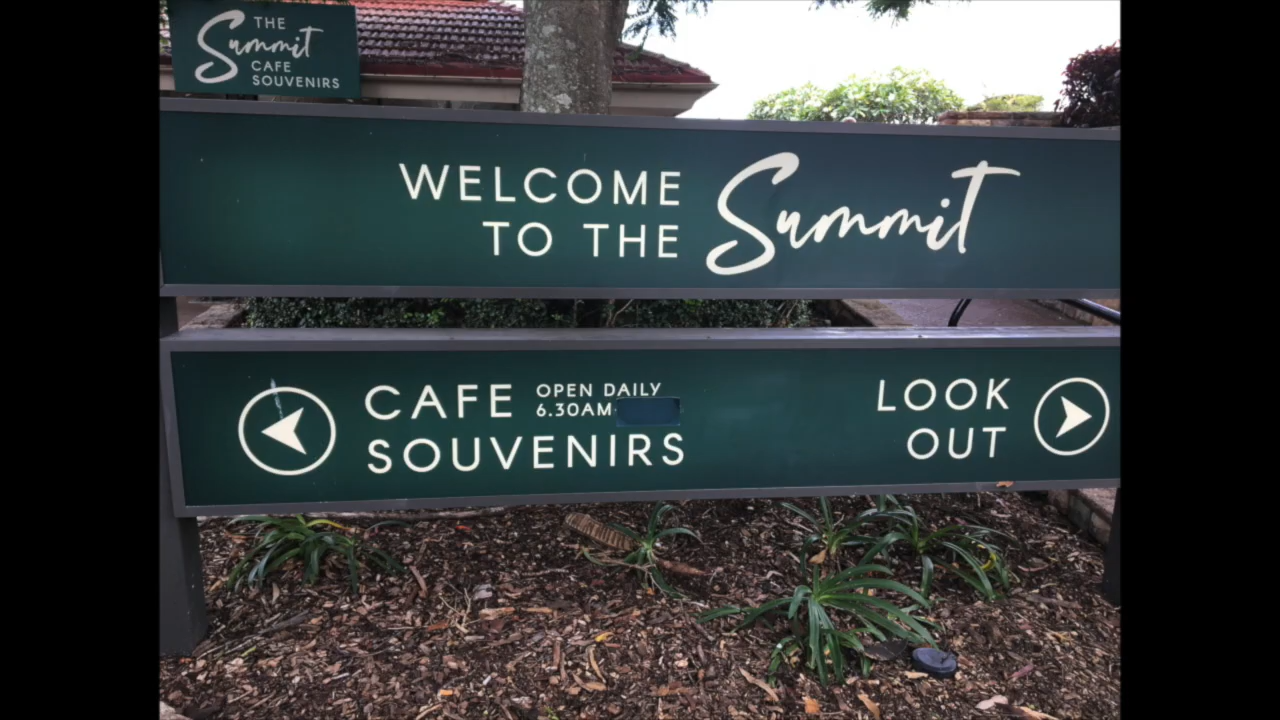 THE
Summit
CAFE
SOUVENIRS
WELCOME
TO THE Summit
CAFE OPEN DAILY
6.30AM
SOUVENIRS
LOOK
OUT